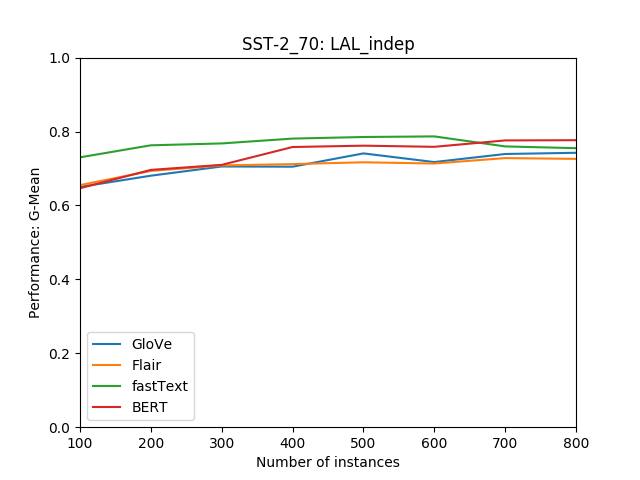 SST-2_70: LAL_indep
1.0
0.8
0.6
0.4
0.2
0.0
Performance: G-Mean
GloVe
Flair
fastText
BERT
100 200 300 400 500 600 700 800
Number of instances